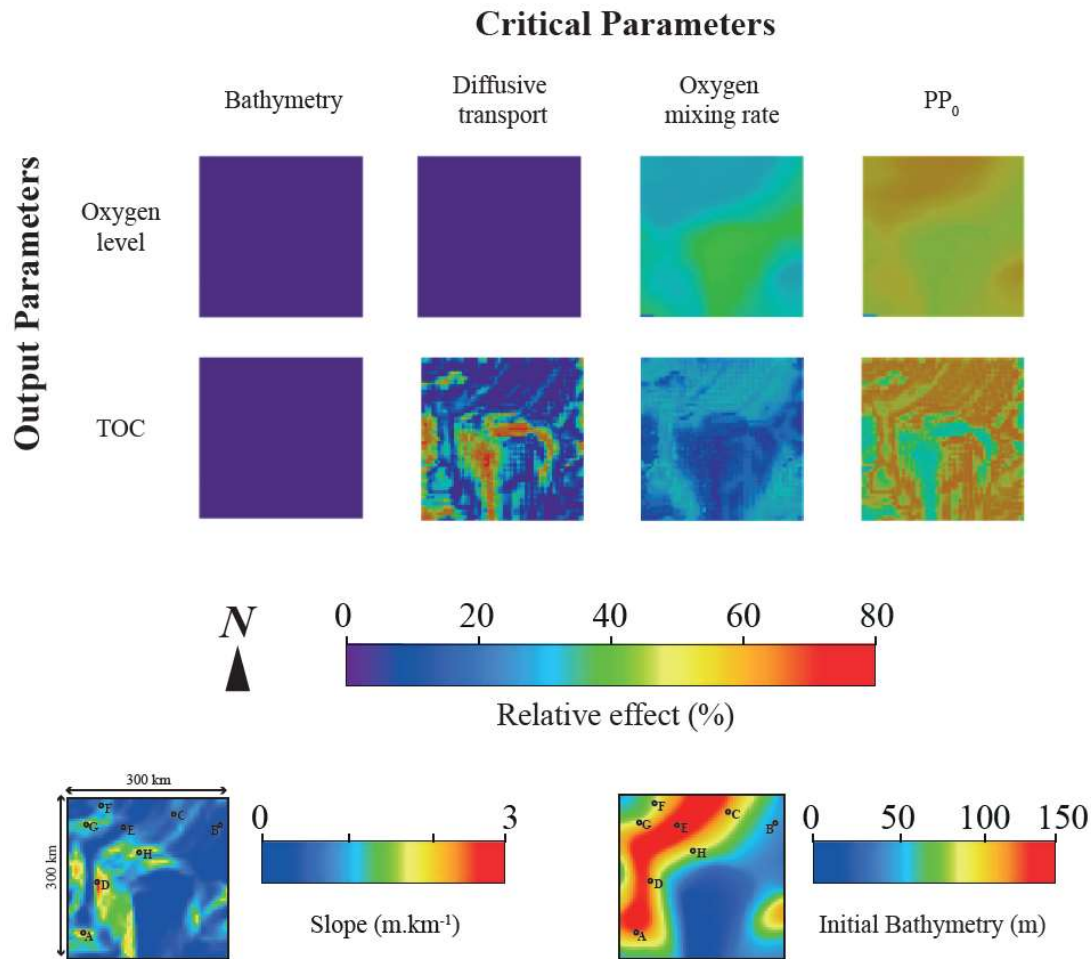 Critical Parameters
Bathymetry
Diffusive
transport
Oxygen
mixing rate
PP₀
Output Parameters
Oxygen
level
TOC
N
0 20 40 60 80
Relative effect (%)
300 km
300 km
F
G
E
C
B
H
D
A
0 3
Slope (m.km⁻¹)
F
G
E
C
B
H
D
A
0 50 100 150
Initial Bathymetry (m)